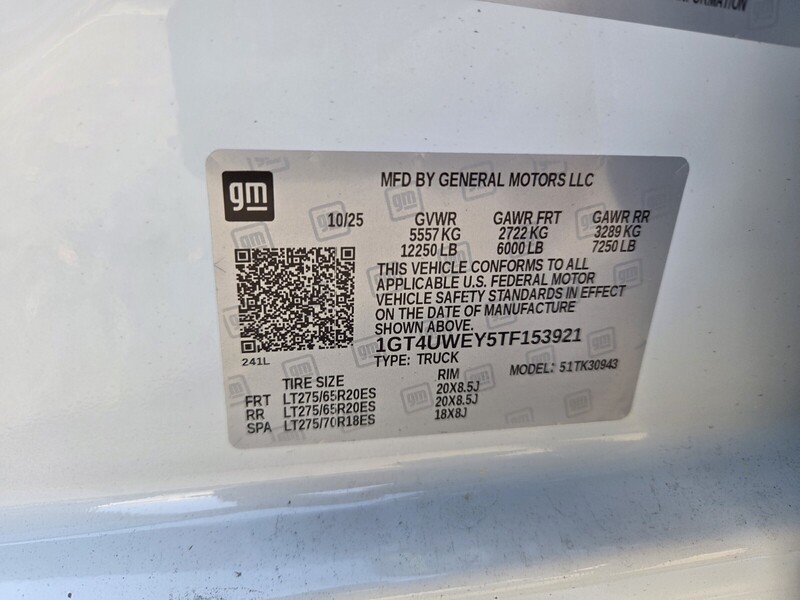 FORMATION
gm
MFD BY GENERAL MOTORS LLC
10/25 GVWR GAWR FRT GAWR RR
5557 KG 2722 KG 3289 KG
12250 LB 6000 LB 7250 LB
THIS VEHICLE CONFORMS TO ALL
APPLICABLE U.S. FEDERAL MOTOR
VEHICLE SAFETY STANDARDS IN EFFECT
ON THE DATE OF MANUFACTURE
SHOWN ABOVE.
241L
1GT4UWEY5TF153921
TYPE: TRUCK MODEL: 51TK30943
TIRE SIZE RIM
FRT LT275/65R20ES 20X8.5J
RR LT275/65R20ES 20X8.5J
SPA LT275/70R18ES 18X8J